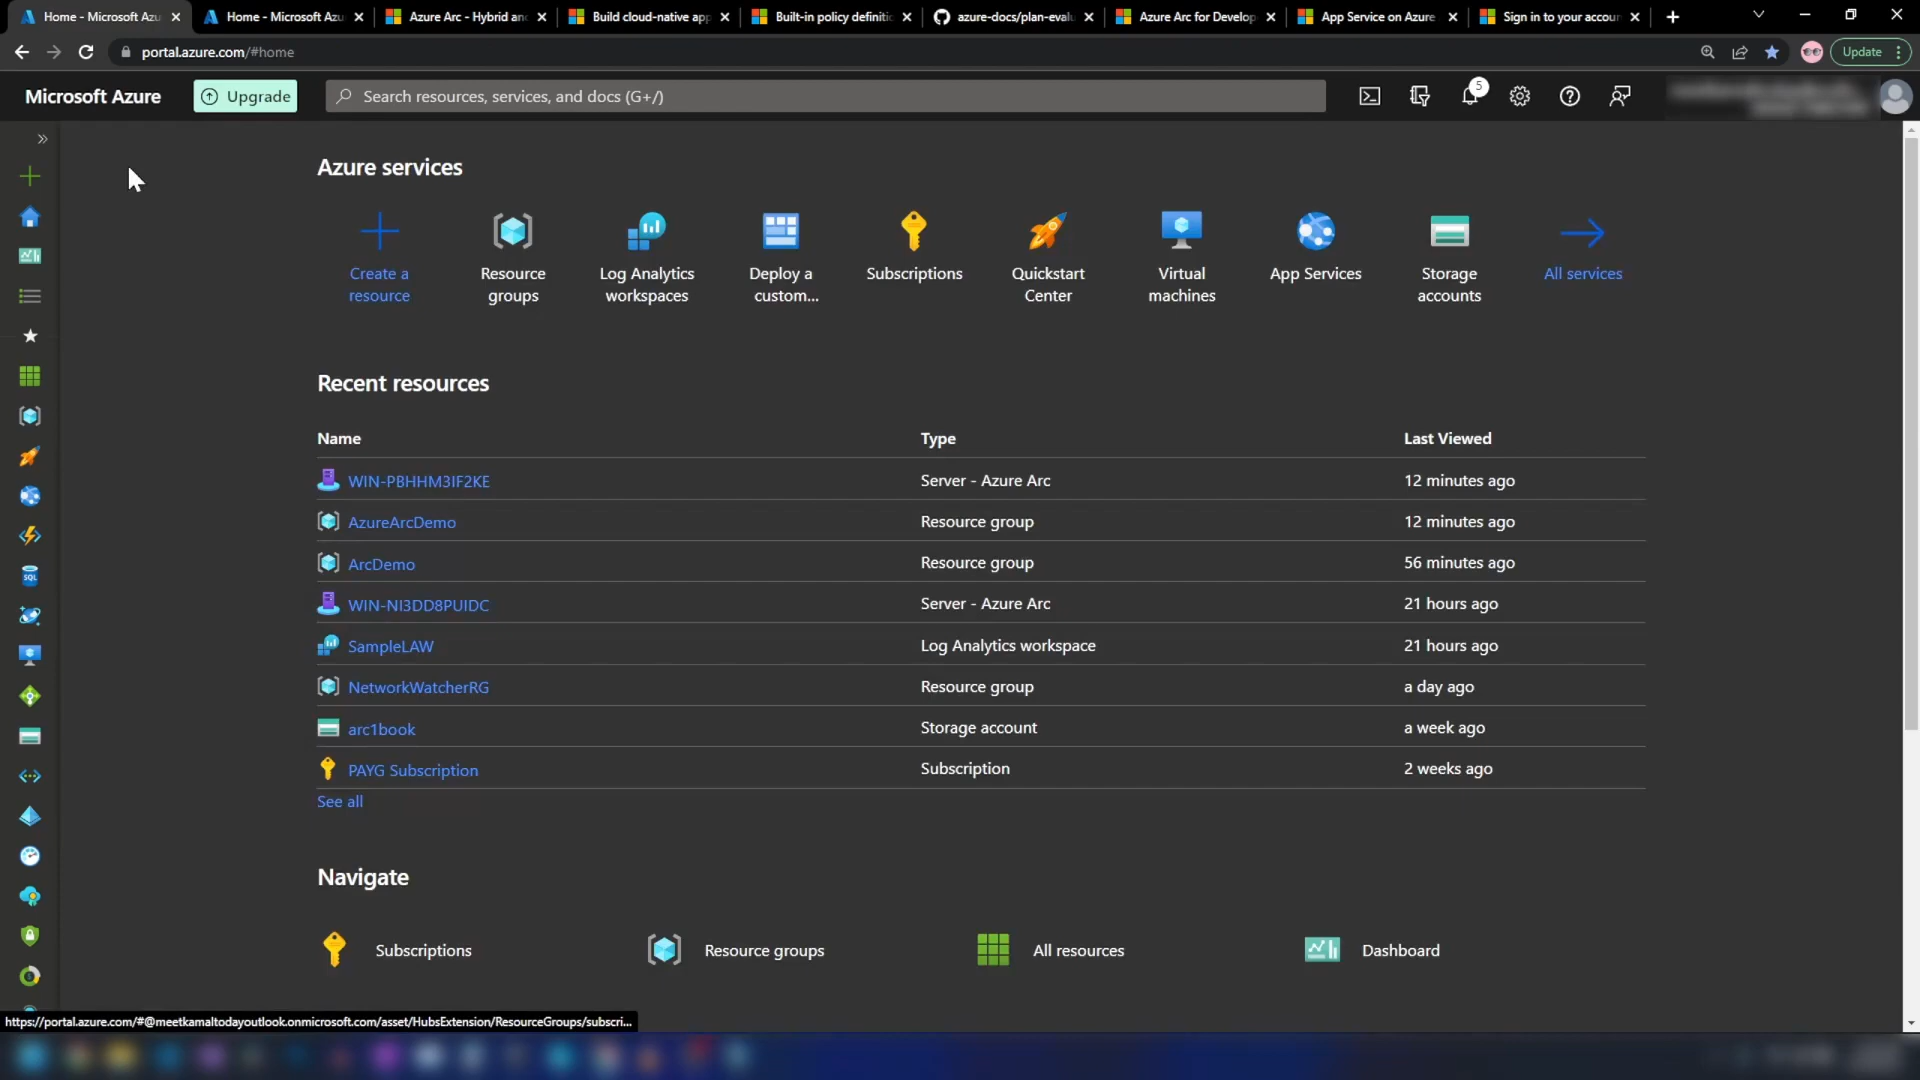 Home - Microsoft Azu
Home - Microsoft Azu
Azure Arc - Hybrid an
Build cloud-native app
Built-in policy definitio
azure-docs/plan-evalu
Azure Arc for Develop
App Service on Azure
Sign in to your accoun
portal.azure.com/#home
Update
Microsoft Azure
Upgrade
Search resources, services, and docs (G+/)
5
Azure services
Create a
resource
Resource
groups
Log Analytics
workspaces
Deploy a
custom...
Subscriptions
Quickstart
Center
Virtual
machines
App Services
Storage
accounts
All services
Recent resources
Name Type Last Viewed
WIN-PBHHM3IF2KE Server - Azure Arc 12 minutes ago
AzureArcDemo Resource group 12 minutes ago
ArcDemo Resource group 56 minutes ago
WIN-NI3DD8PUIDC Server - Azure Arc 21 hours ago
SampleLAW Log Analytics workspace 21 hours ago
NetworkWatcherRG Resource group a day ago
arc1book Storage account a week ago
PAYG Subscription Subscription 2 weeks ago
See all
Navigate
Subscriptions Resource groups All resources Dashboard
https://portal.azure.com/#@meetkamaltodayoutlook.onmicrosoft.com/asset/HubsExtension/ResourceGroups/subscri...